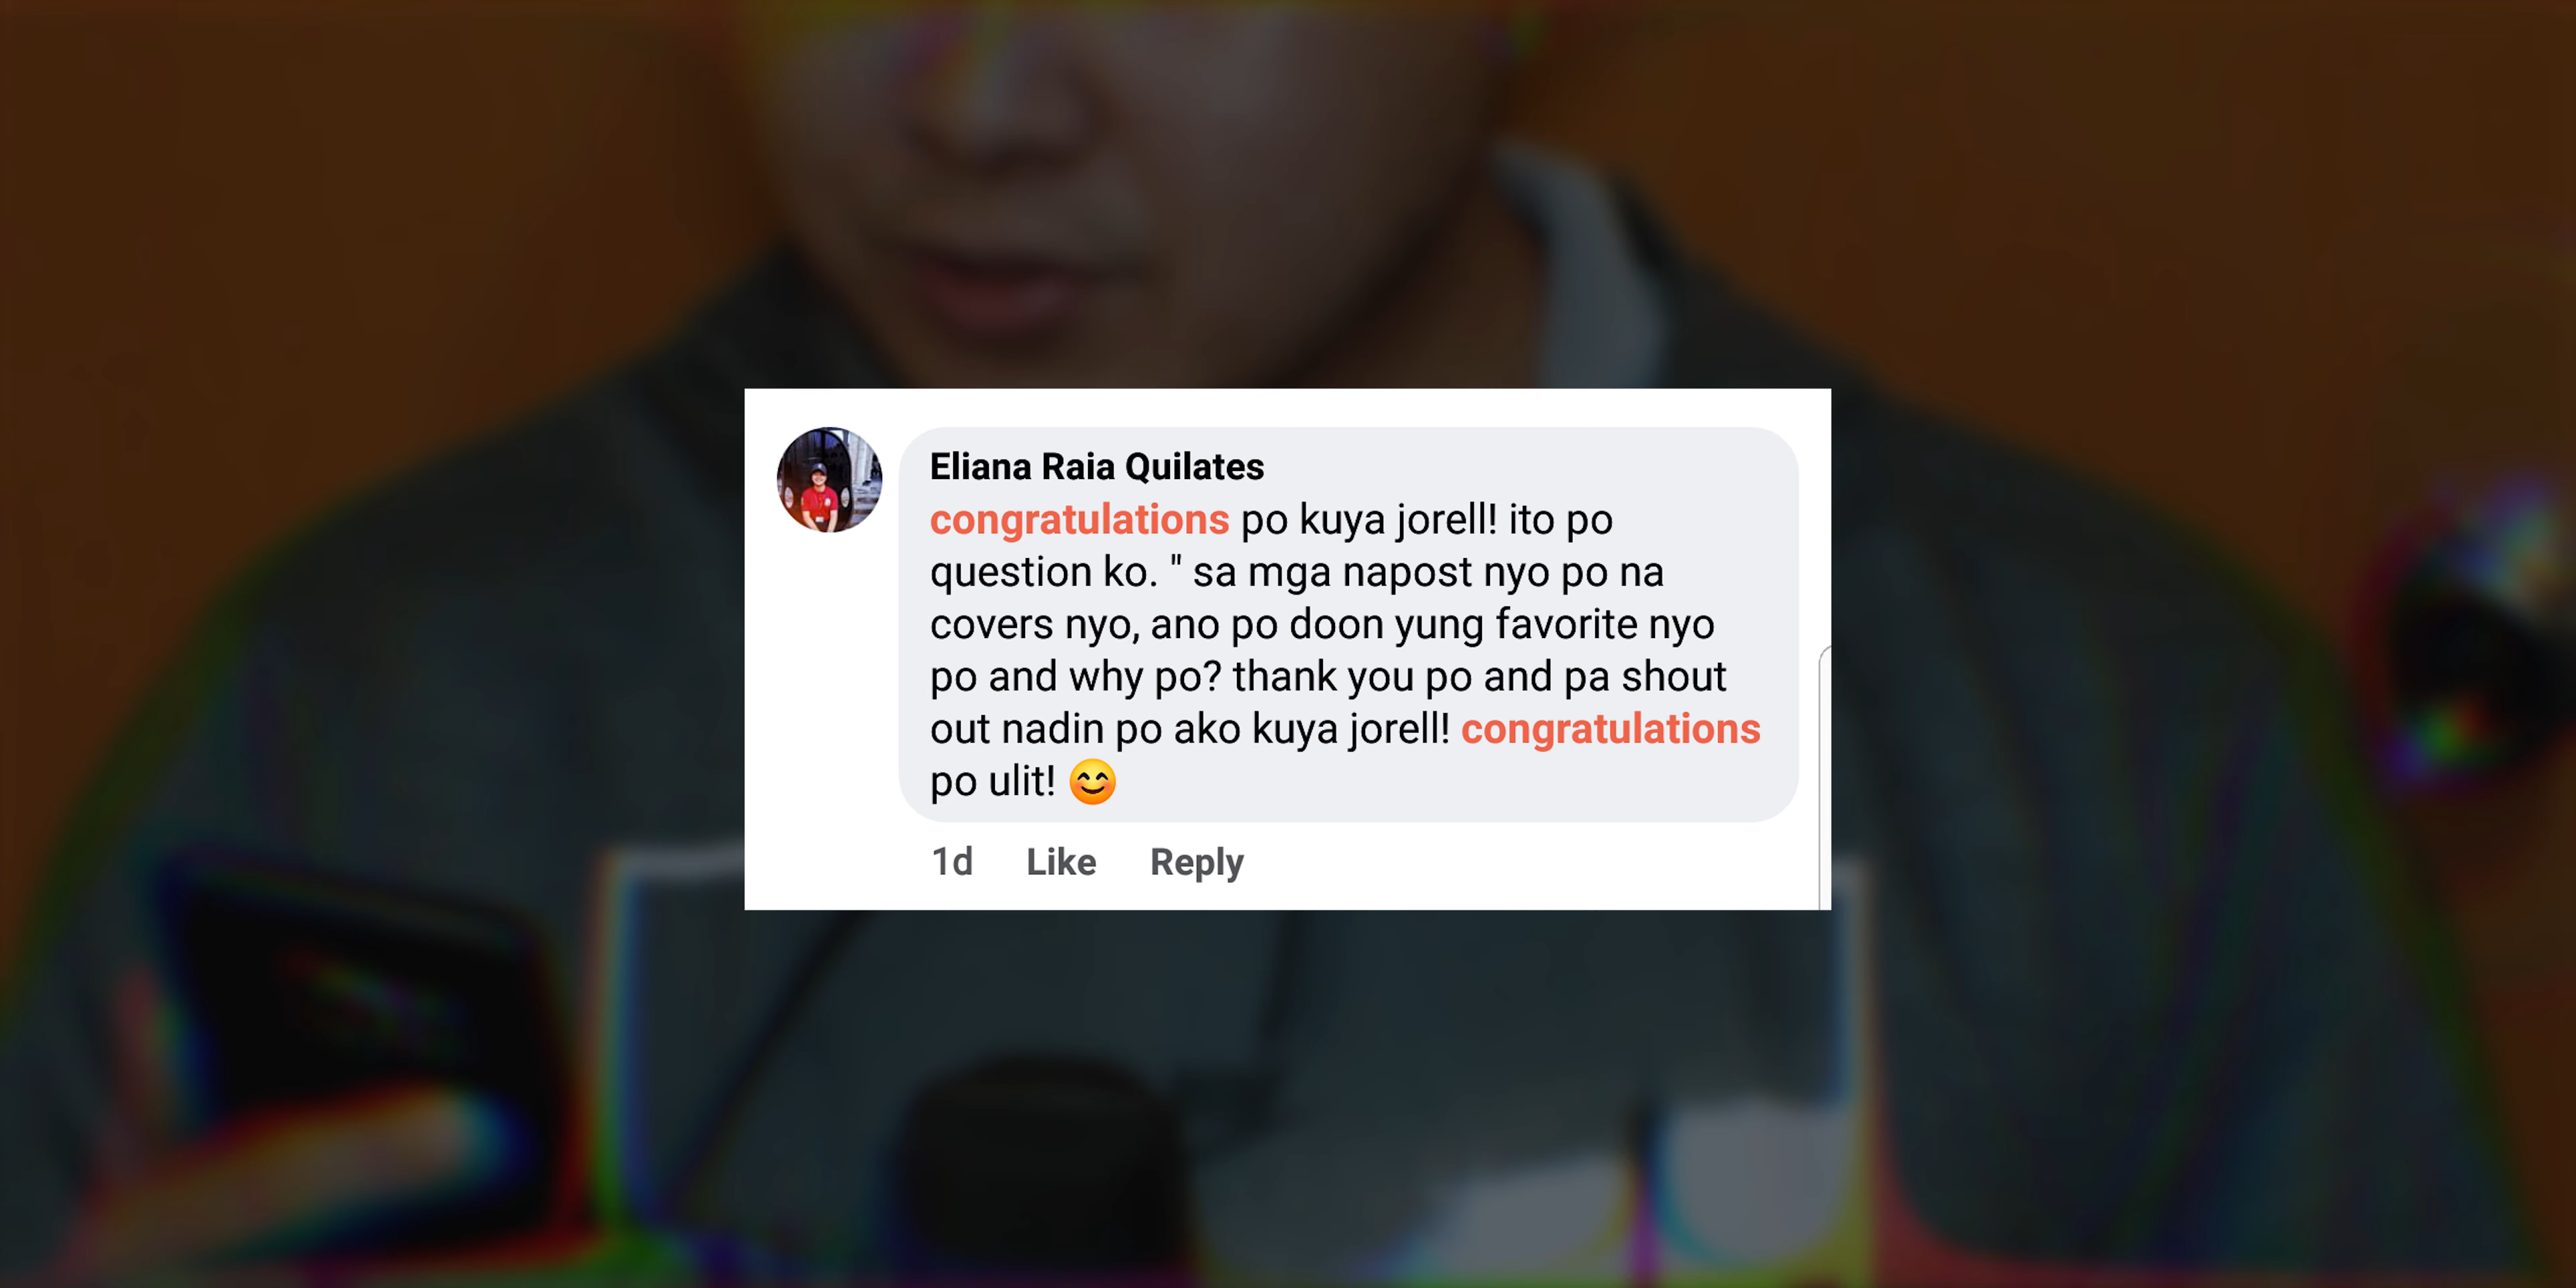 Eliana Raia Quilates
congratulations po kuya jorell! ito po
question ko. " sa mga napost nyo po na
covers nyo, ano po doon yung favorite nyo
po and why po? thank you po and pa shout
out nadin po ako kuya jorell! congratulations
po ulit! 😊
1d Like Reply